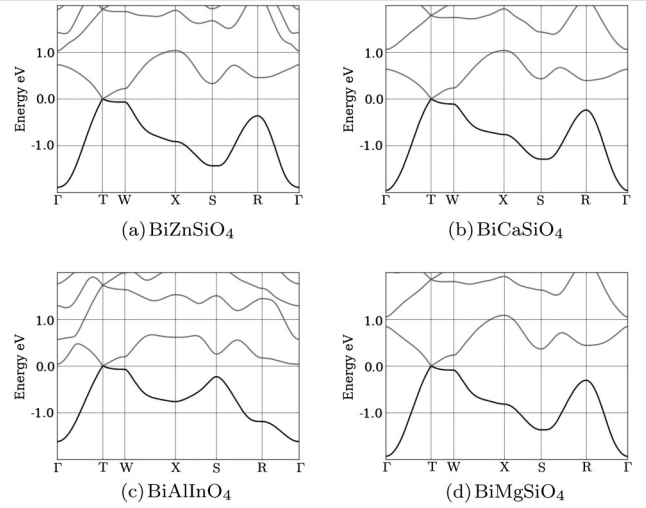 Energy eV
1.0
0.0
-1.0
Γ T W X S R Γ
(a) BiZnSiO₄
Energy eV
1.0
0.0
-1.0
Γ T W X S R Γ
(b) BiCaSiO₄
Energy eV
1.0
0.0
-1.0
Γ T W X S R Γ
(c) BiAlInO₄
Energy eV
1.0
0.0
-1.0
Γ T W X S R Γ
(d) BiMgSiO₄